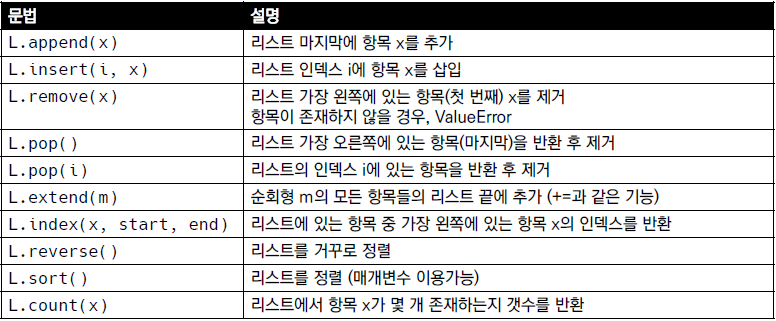 문법 설명
L.append(x) 리스트 마지막에 항목 x를 추가
L.insert(i, x) 리스트 인덱스 i에 항목 x를 삽입
L.remove(x) 리스트 가장 왼쪽에 있는 항목(첫 번째) x를 제거
항목이 존재하지 않을 경우, ValueError
L.pop() 리스트 가장 오른쪽에 있는 항목(마지막)을 반환 후 제거
L.pop(i) 리스트의 인덱스 i에 있는 항목을 반환 후 제거
L.extend(m) 순회형 m의 모든 항목들의 리스트 끝에 추가 (+=과 같은 기능)
L.index(x, start, end) 리스트에 있는 항목 중 가장 왼쪽에 있는 항목 x의 인덱스를 반환
L.reverse() 리스트를 거꾸로 정렬
L.sort() 리스트를 정렬 (매개변수 이용가능)
L.count(x) 리스트에서 항목 x가 몇 개 존재하는지 갯수를 반환